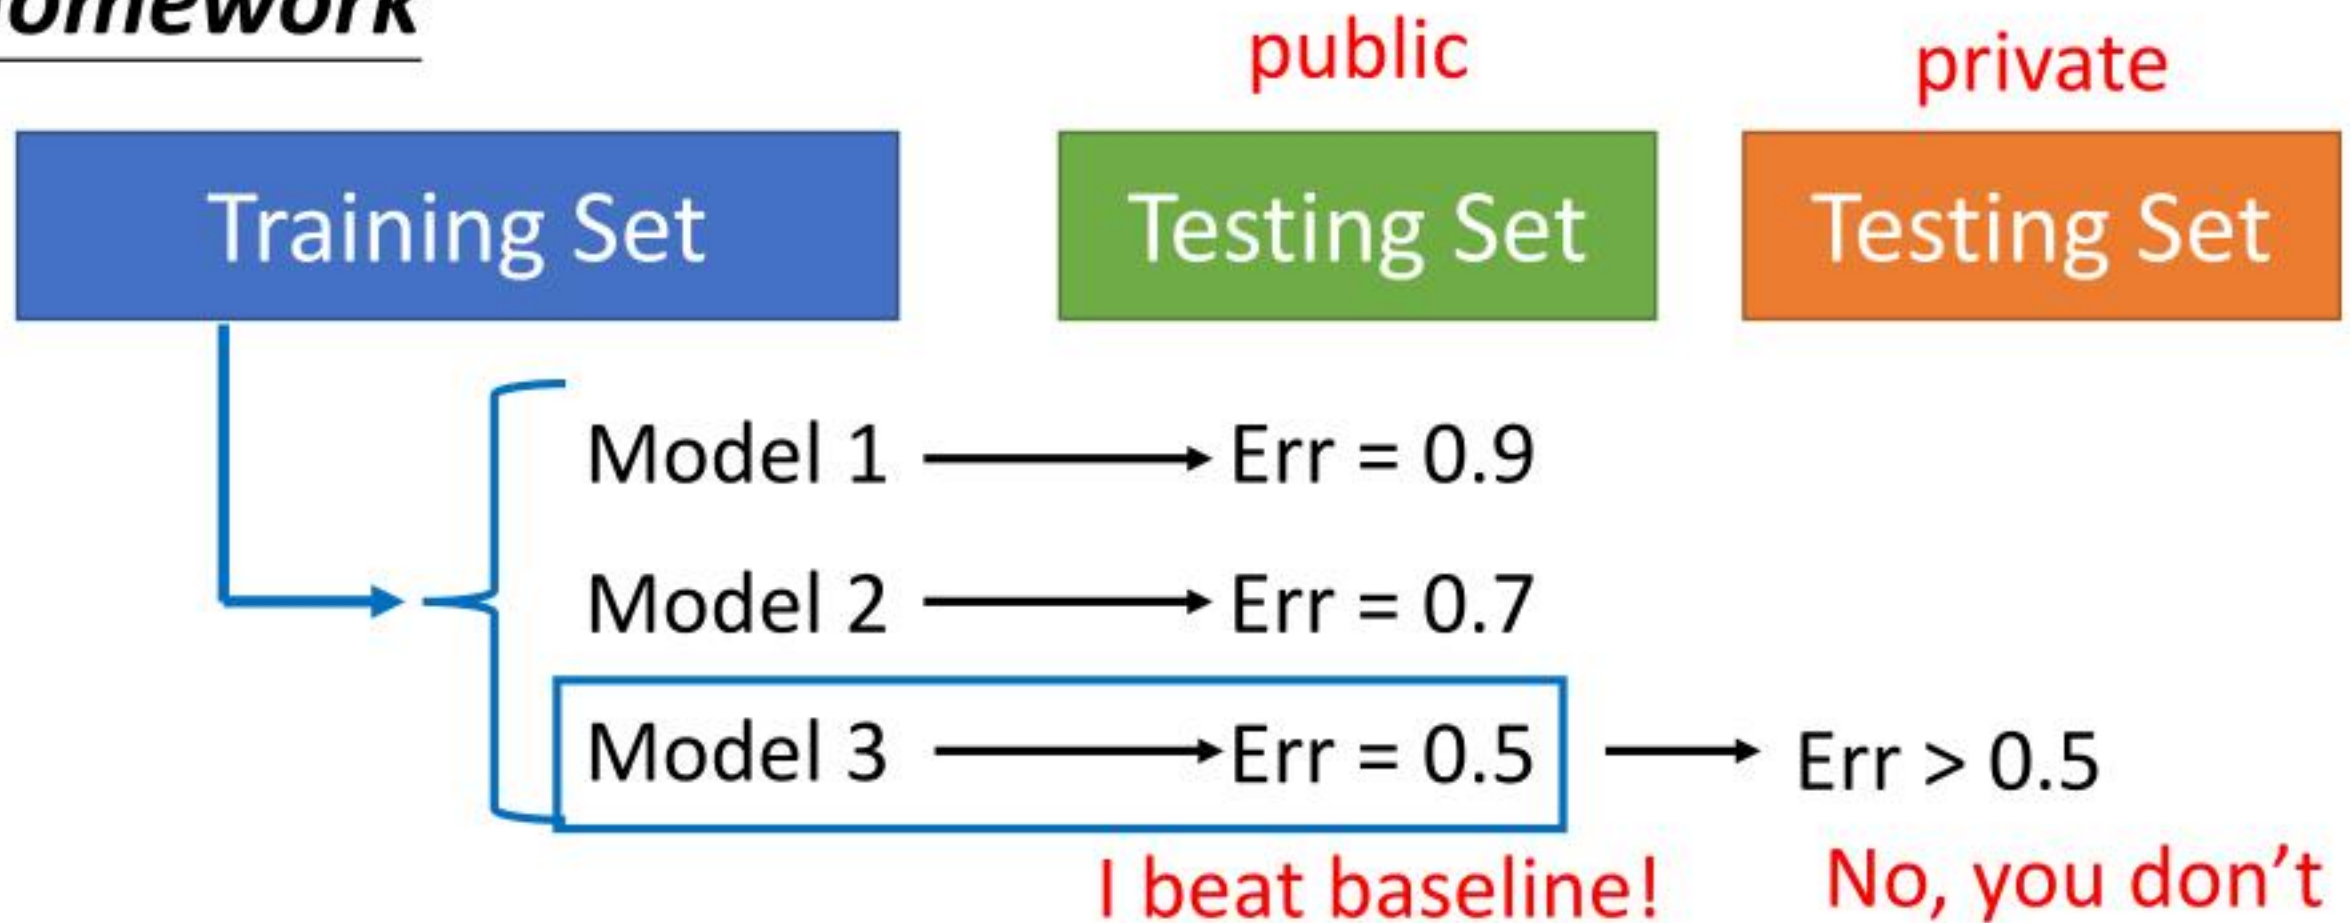 public
private
Training Set
Testing Set
Testing Set
Model 1
Err = 0.9
Model 2
Err = 0.7
Model 3
Err = 0.5
Err > 0.5
I beat baseline!
No, you don't